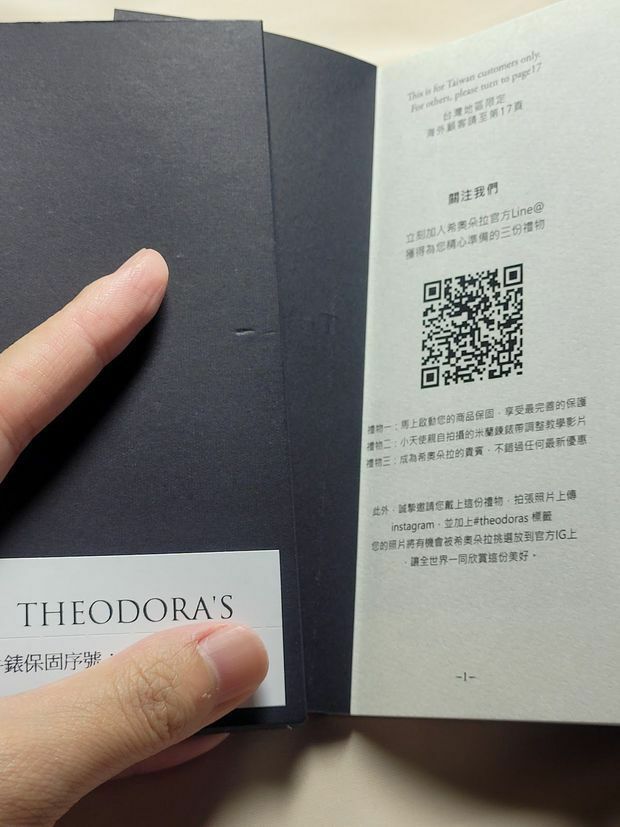 This is for Taiwan customers only.
For others, please turn to page17
台灣地區限定
海外顧客請至第17頁
關注我們
立刻加入希奧朵拉官方Line@
獲得為您精心準備的三份禮物
禮物一：馬上啟動您的商品保固，享受最完善的保護
禮物二：小天使親自拍攝的米蘭鍊錶帶調整教學影片
禮物三：成為希奧朵拉的貴賓，不錯過任何最新優惠
此外，誠摯邀請您戴上這份禮物，拍張照片上傳
instagram，並加上#theodoras 標籤
您的照片將有機會被希奧朵拉挑選放到官方IG上
，讓全世界一同欣賞這份美好。
~1~
THEODORA'S
錶保固序號：